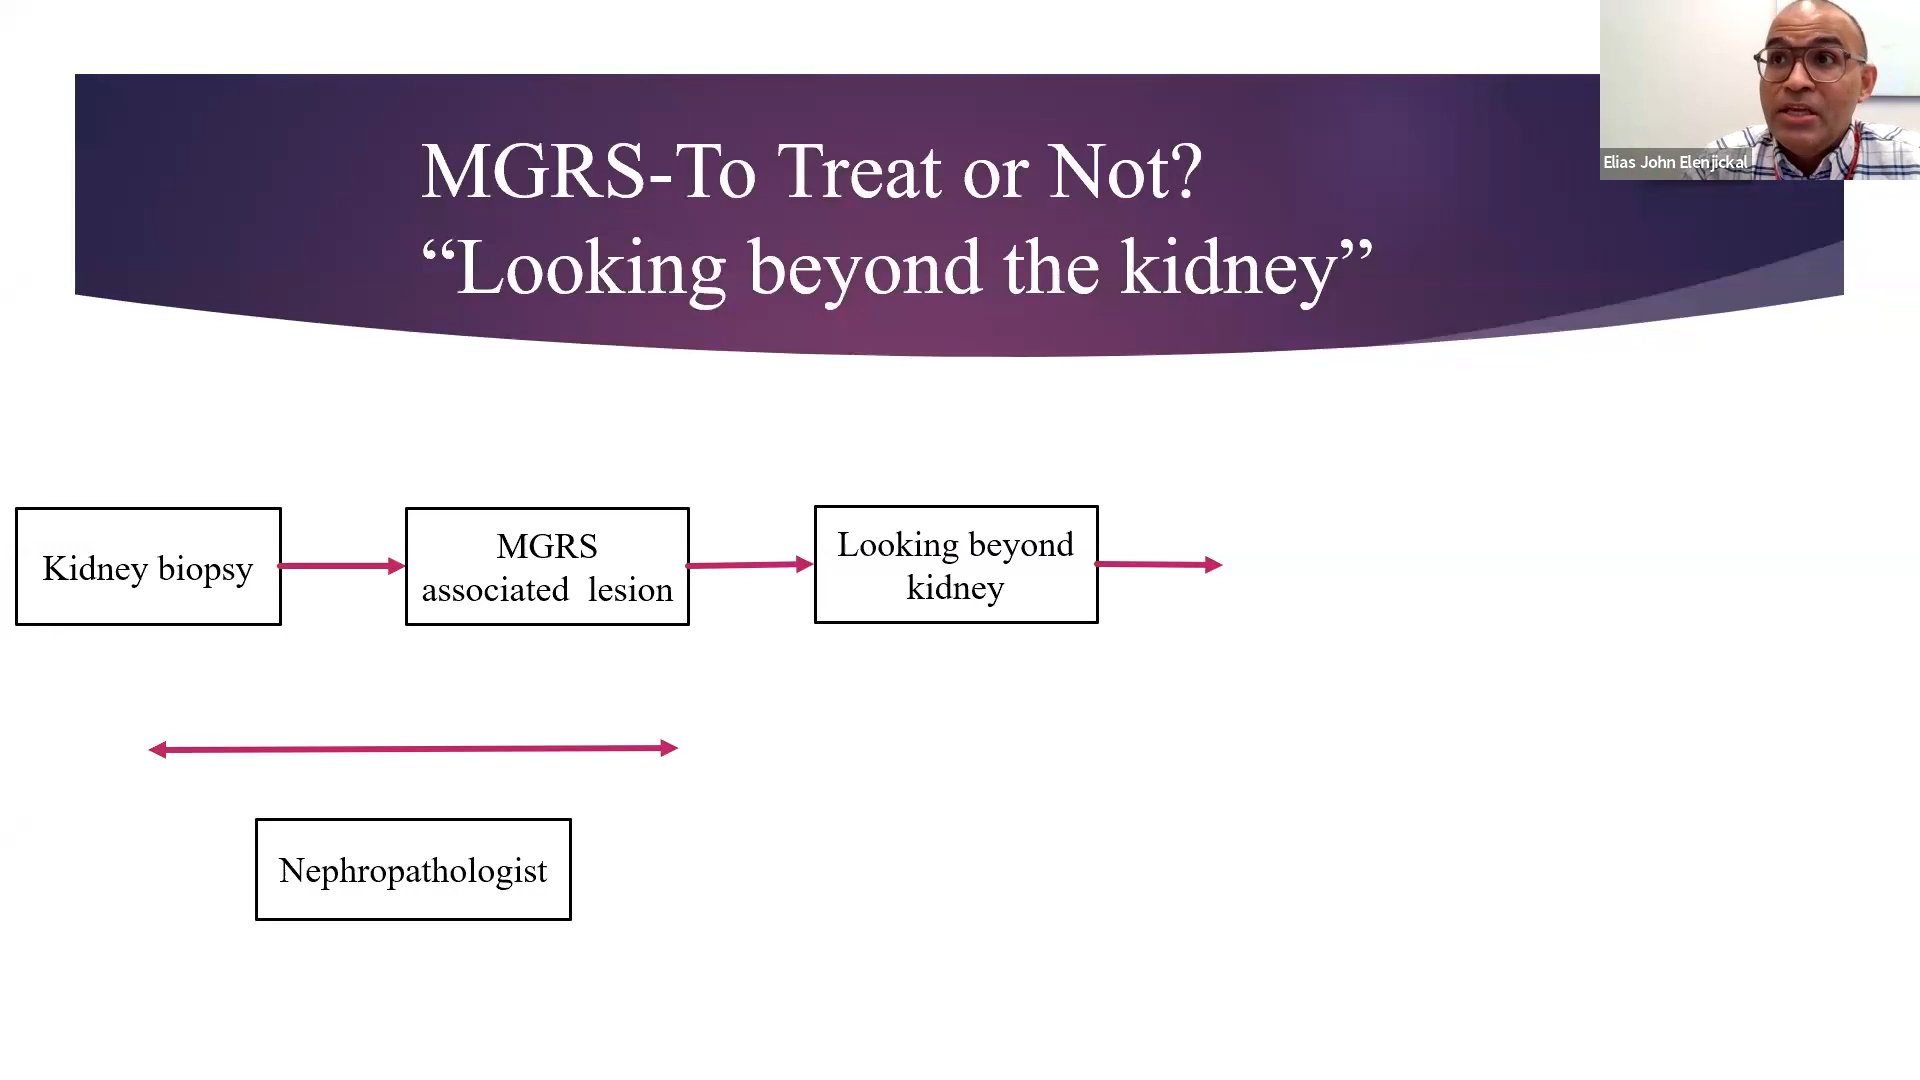 MGRS-To Treat or Not?
“Looking beyond the kidney”
Elias John Elenjickal
Kidney biopsy
MGRS
associated lesion
Looking beyond
kidney
Nephropathologist